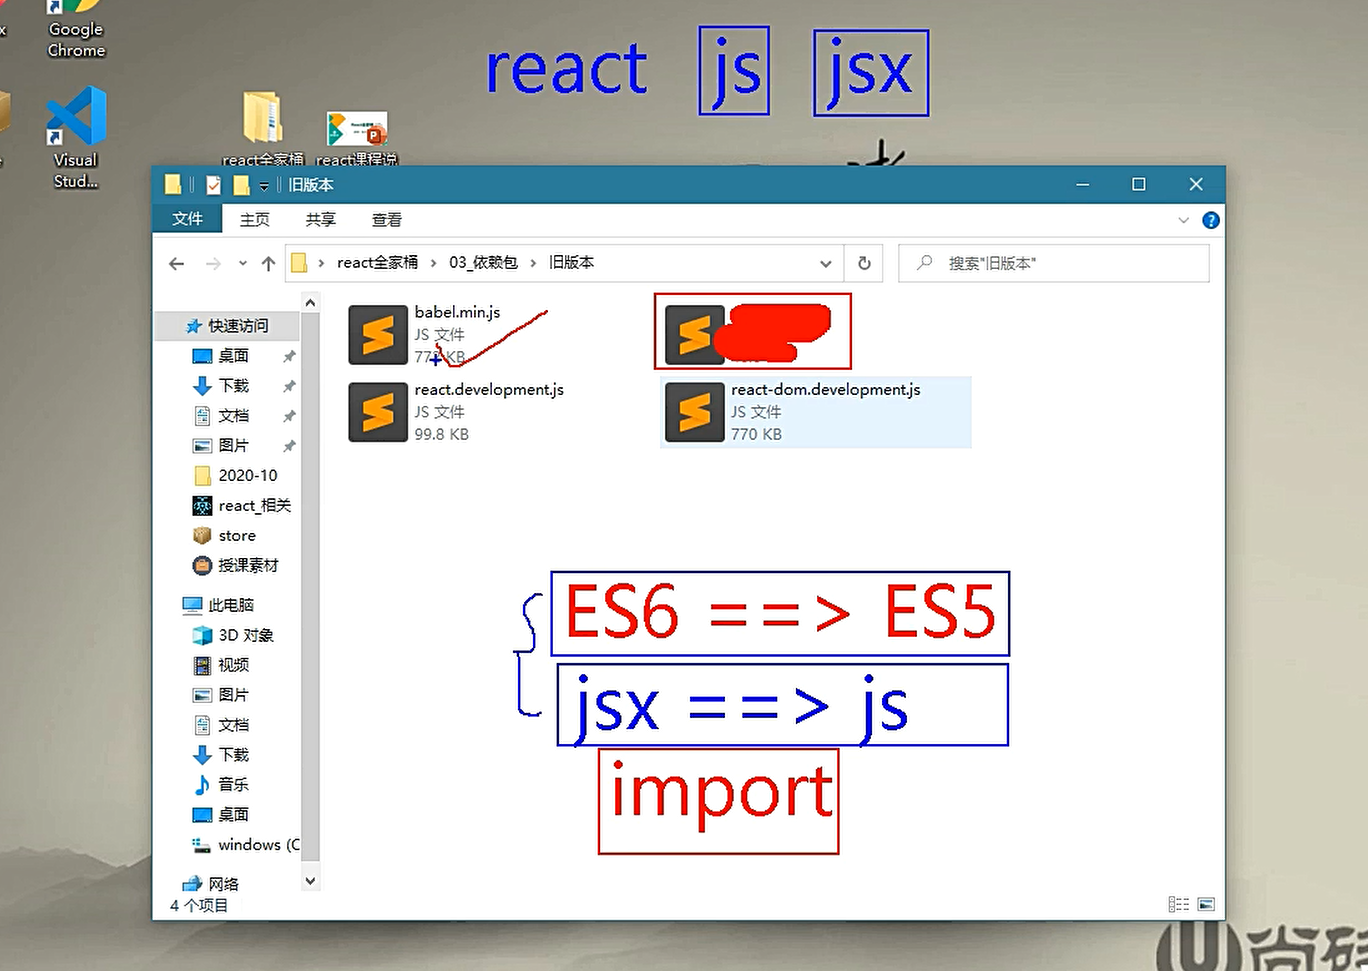 Google
Chrome
react js jsx
Visual
Stud...
react全家桶
react课程说
旧版本
文件 主页 共享 查看
react全家桶 › 03_依赖包 › 旧版本
搜索"旧版本"
快速访问
桌面
下载
文档
图片
2020-10
react_相关
store
授课素材
此电脑
3D 对象
视频
图片
文档
下载
音乐
桌面
windows (C
网络
babel.min.js
JS 文件
react.development.js
JS 文件
99.8 KB
react-dom.development.js
JS 文件
770 KB
ES6 ==> ES5
jsx ==> js
import
4 个项目